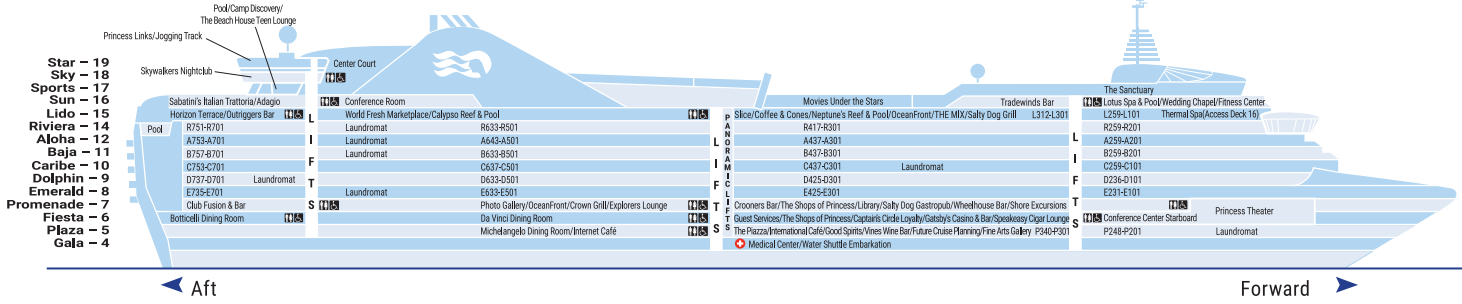 Pool/Camp Discovery/
The Beach House Teen Lounge
Princess Links/Jogging Track
Skywalkers Nightclub
Center Court
Star – 19
Sky – 18
Sports – 17
Sun – 16
Lido – 15
Riviera – 14
Aloha – 12
Baja – 11
Caribe – 10
Dolphin – 9
Emerald – 8
Promenade – 7
Fiesta – 6
Plaza – 5
Gala – 4
The Sanctuary
Sabatini's Italian Trattoria/Adagio
Conference Room
Movies Under the Stars
Tradewinds Bar
Lotus Spa & Pool/Wedding Chapel/Fitness Center
Horizon Terrace/Outriggers Bar
World Fresh Marketplace/Calypso Reef & Pool
Slice/Coffee & Cones/Neptune's Reef & Pool/OceanFront/THE MIX/Salty Dog Grill L312-L301
L259-L101 Thermal Spa(Access Deck 16)
Pool
R751-R701 Laundromat R633-R501 R417-R301 R259-R201
A753-A701 Laundromat A643-A501 A437-A301 A259-A201
B757-B701 Laundromat B633-B501 B437-B301 B259-B201
C753-C701 C637-C501 C437-C301 Laundromat C259-C101
D737-D701 Laundromat D633-D501 D425-D301 D236-D101
E735-E701 Laundromat E633-E501 E425-E301 E231-E101
Club Fusion & Bar
Photo Gallery/OceanFront/Crown Grill/Explorers Lounge
Crooners Bar/The Shops of Princess/Library/Salty Dog Gastropub/Wheelhouse Bar/Shore Excursions
Princess Theater
Botticelli Dining Room
Da Vinci Dining Room
Guest Services/The Shops of Princess/Captain's Circle Loyalty/Gatsby's Casino & Bar/Speakeasy Cigar Lounge
Conference Center Starboard
Michelangelo Dining Room/Internet Café
The Piazza/International Café/Good Spirits/Vines Wine Bar/Future Cruise Planning/Fine Arts Gallery P340-P301
P248-P201 Laundromat
Medical Center/Water Shuttle Embarkation
LIFTS
LIFTS
PANORAMIC LIFTS
LIFTS
Aft
Forward